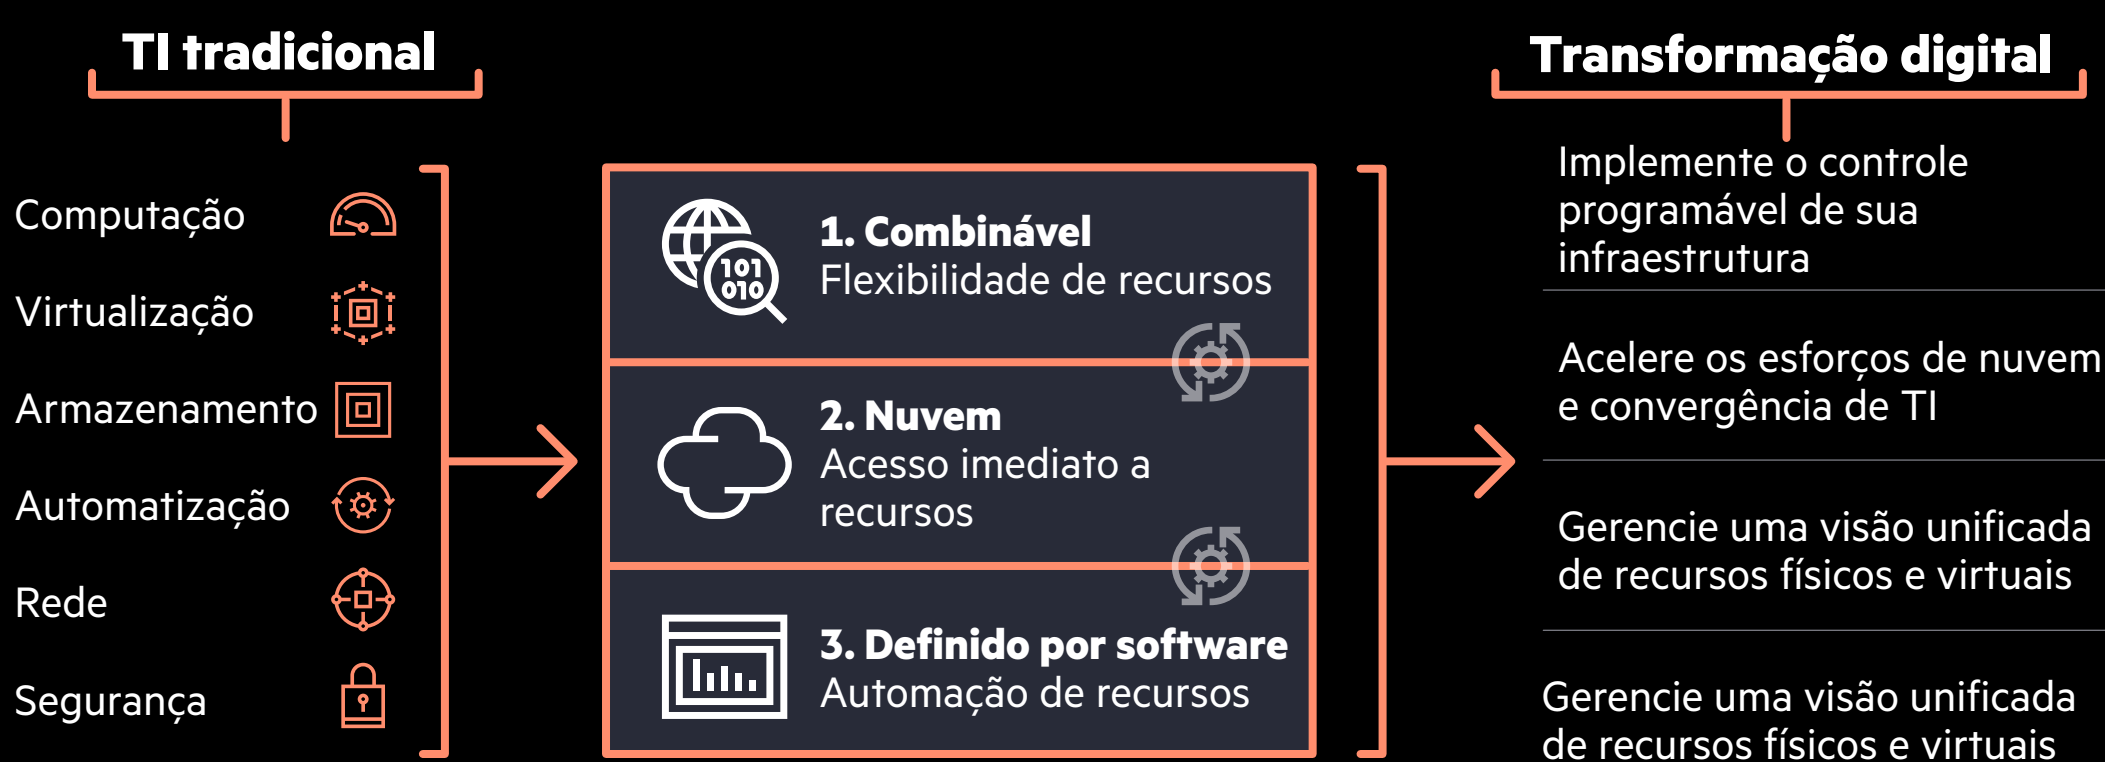 TI tradicional
Computação
Virtualização
Armazenamento
Automatização
Rede
Segurança
101
010
1. Combinável
Flexibilidade de recursos
2. Nuvem
Acesso imediato a
recursos
3. Definido por software
Automação de recursos
Transformação digital
Implemente o controle
programável de sua
infraestrutura
Acelere os esforços de nuvem
e convergência de TI
Gerencie uma visão unificada
de recursos físicos e virtuais
Gerencie uma visão unificada
de recursos físicos e virtuais